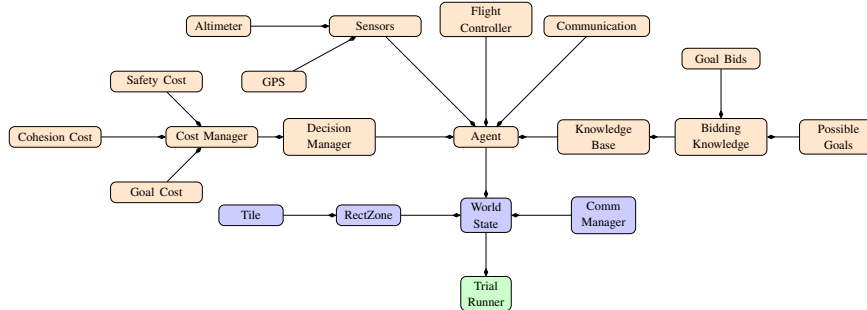 Altimeter
Sensors
Flight
Controller
Communication
GPS
Goal Bids
Safety Cost
Cohesion Cost
Cost Manager
Decision
Manager
Agent
Knowledge
Base
Bidding
Knowledge
Possible
Goals
Goal Cost
Tile
RectZone
World
State
Comm
Manager
Trial
Runner